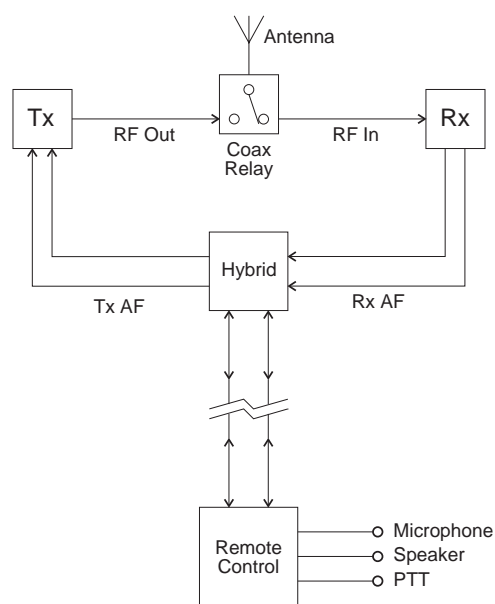 Antenna
Tx
Rx
RF Out
RF In
Coax
Relay
Hybrid
Tx AF
Rx AF
Remote
Control
Microphone
Speaker
PTT